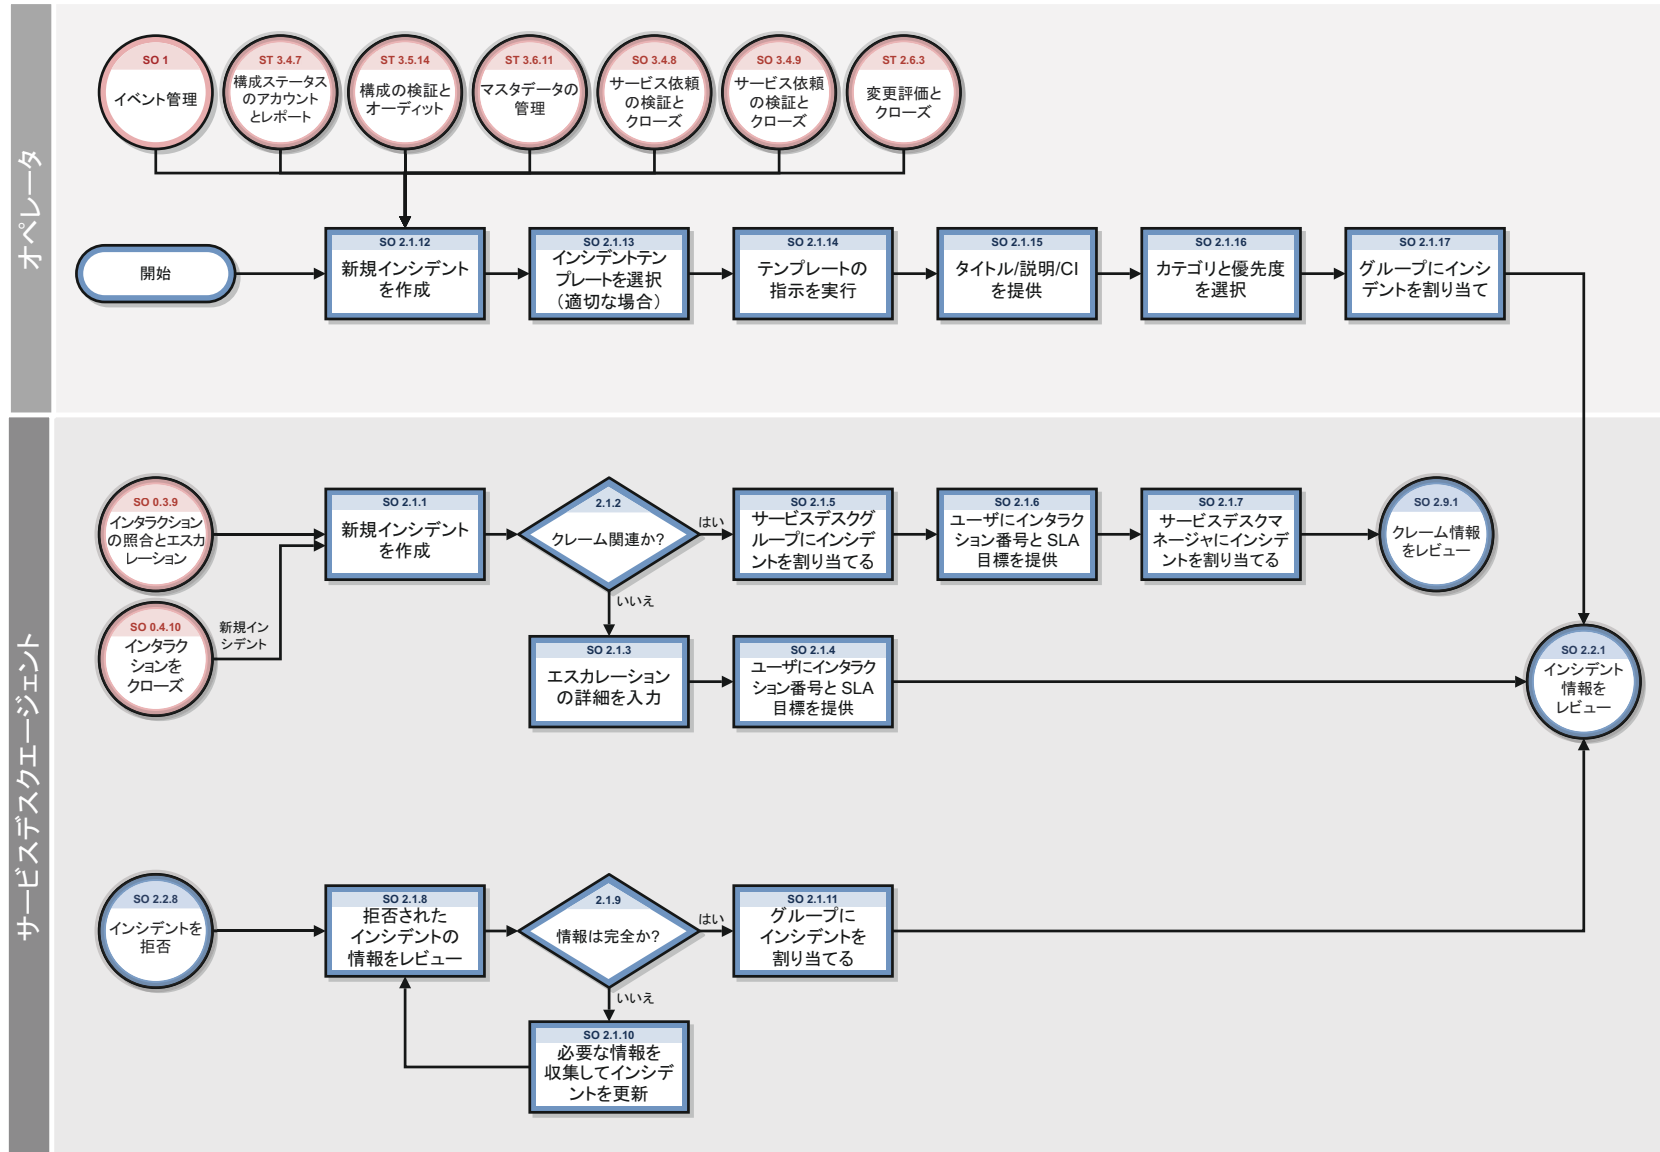 オペレータ
SO 1
イベント管理
ST 3.4.7
構成ステータス
のアカウント
とレポート
ST 3.5.14
構成の検証と
オーディット
ST 3.6.11
マスタデータの
管理
SO 3.4.8
サービス依頼
の検証と
クローズ
SO 3.4.9
サービス依頼
の検証と
クローズ
ST 2.6.3
変更評価と
クローズ
開始
SO 2.1.12
新規インシデント
を作成
SO 2.1.13
インシデントテン
プレートを選択
（適切な場合）
SO 2.1.14
テンプレートの
指示を実行
SO 2.1.15
タイトル/説明/CI
を提供
SO 2.1.16
カテゴリと優先度
を選択
SO 2.1.17
グループにインシ
デントを割り当て
サービスデスクエージェント
SO 0.3.9
インタラクション
の照合とエスカ
レーション
SO 0.4.10
インタラク
ションを
クローズ
新規イン
シデント
SO 2.1.1
新規インシデント
を作成
2.1.2
クレーム関連か?
はい
いいえ
SO 2.1.5
サービスデスクグ
ループにインシデ
ントを割り当てる
SO 2.1.6
ユーザにインタラク
ション番号と SLA
目標を提供
SO 2.1.7
サービスデスクマ
ネージャにインシデ
ントを割り当てる
SO 2.9.1
クレーム情報
をレビュー
SO 2.1.3
エスカレーション
の詳細を入力
SO 2.1.4
ユーザにインタラク
ション番号と SLA
目標を提供
SO 2.2.1
インシデント
情報を
レビュー
SO 2.2.8
インシデントを
拒否
SO 2.1.8
拒否された
インシデントの
情報をレビュー
2.1.9
情報は完全か?
はい
いいえ
SO 2.1.11
グループに
インシデントを
割り当てる
SO 2.1.10
必要な情報を
収集してインシデ
ントを更新